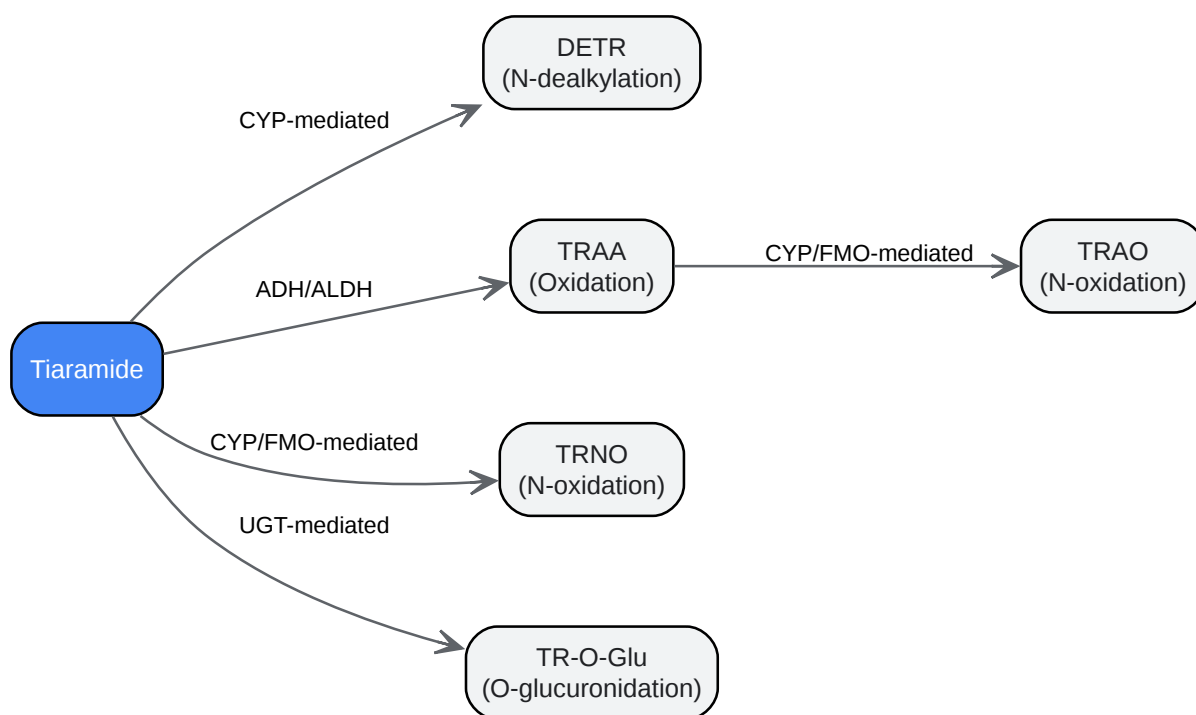 DETR
(N-dealkylation)
CYP-mediated
TRAA
(Oxidation)
CYP/FMO-mediated
TRAO
(N-oxidation)
ADH/ALDH
Tiaramide
CYP/FMO-mediated
TRNO
(N-oxidation)
UGT-mediated
TR-O-Glu
(O-glucuronidation)